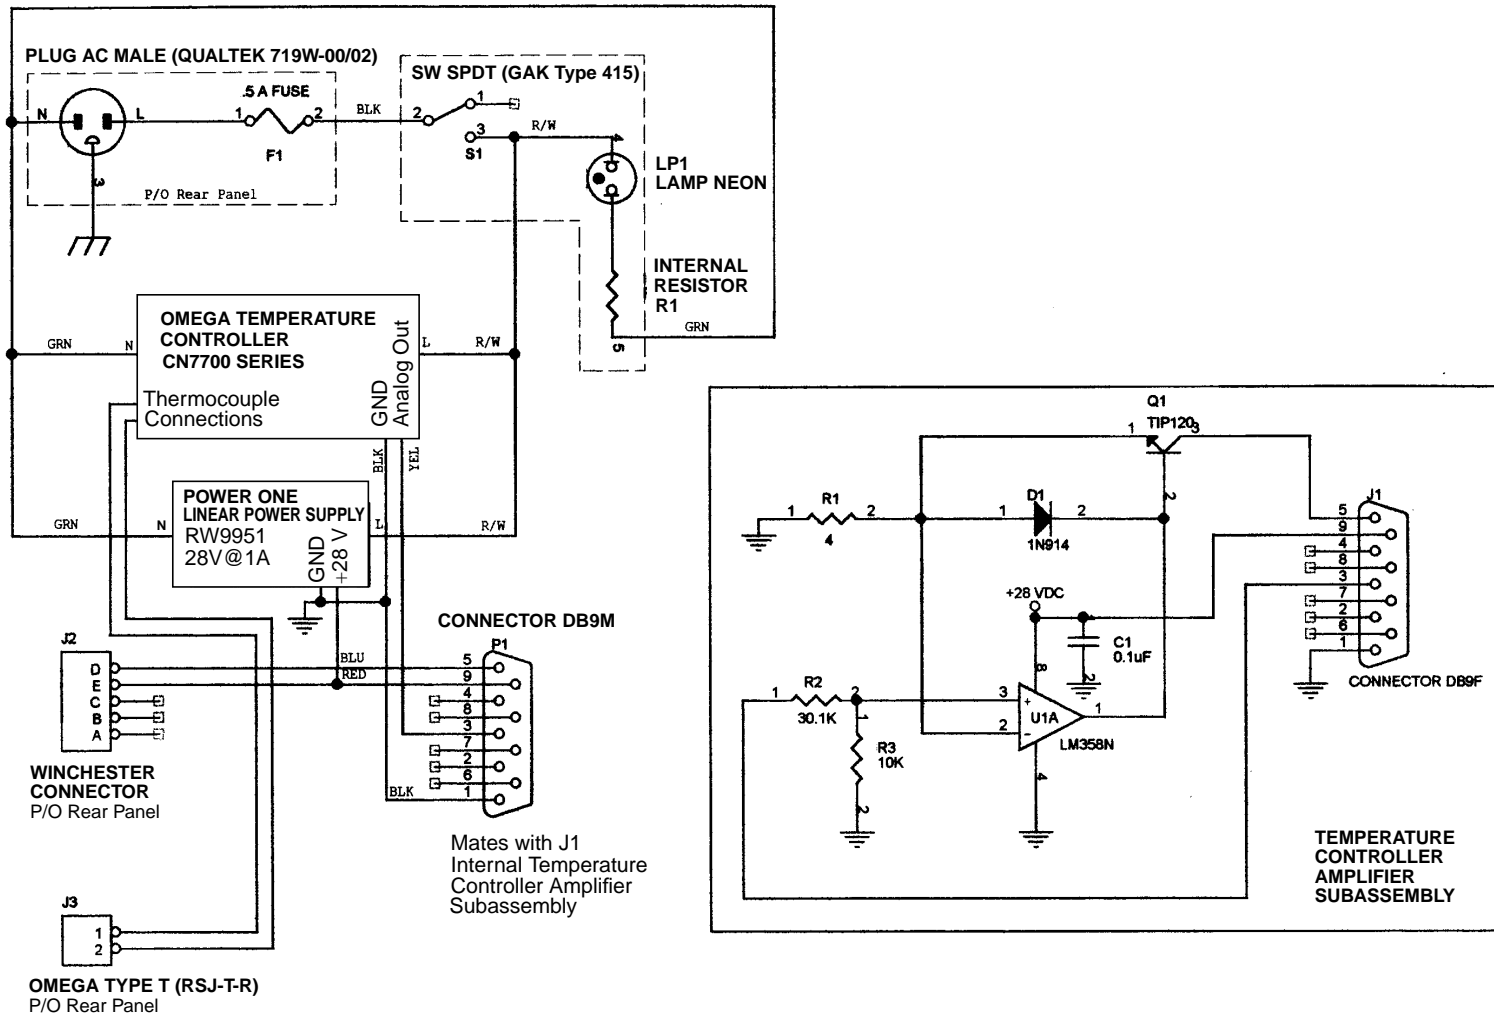 PLUG AC MALE (QUALTEK 719W-00/02)
N
L
.5 A FUSE
1
2
F1
3
P/O Rear Panel
BLK
SW SPDT (GAK Type 415)
2
1
3
S1
R/W
4
LP1
LAMP NEON
INTERNAL
RESISTOR
R1
GRN
5
OMEGA TEMPERATURE
CONTROLLER
CN7700 SERIES
GRN
N
L
R/W
Thermocouple
Connections
GND
Analog Out
BLK
YEL
POWER ONE
LINEAR POWER SUPPLY
RW9951
28V@1A
GND
+28 V
GRN
N
L
R/W
J2
D
E
C
B
A
WINCHESTER
CONNECTOR
P/O Rear Panel
BLU
RED
BLK
CONNECTOR DB9M
P1
5
9
4
8
3
7
2
6
1
Mates with J1
Internal Temperature
Controller Amplifier
Subassembly
J3
1
2
OMEGA TYPE T (RSJ-T-R)
P/O Rear Panel
Q1
TIP120
1
3
2
R1
1
2
4
D1
1
2
1N914
J1
5
9
4
8
3
7
2
6
1
CONNECTOR DB9F
+28 VDC
C1
0.1uF
2
8
R2
1
2
30.1K
3
+
2
-
U1A
1
LM358N
4
1
R3
10K
2
TEMPERATURE
CONTROLLER
AMPLIFIER
SUBASSEMBLY